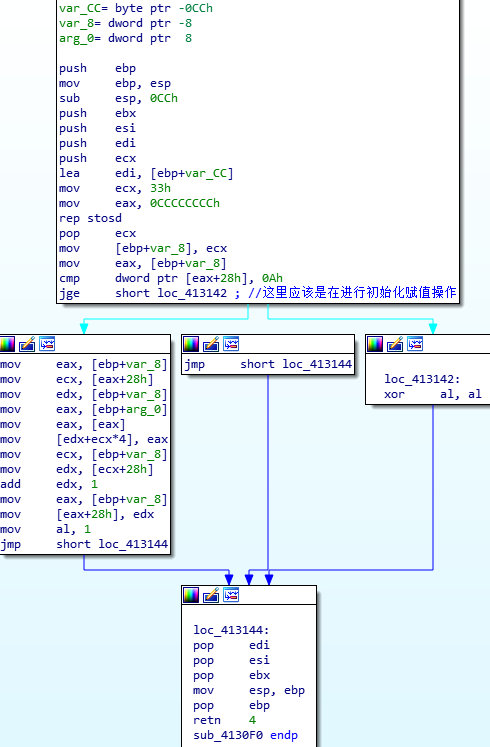 var_CC= byte ptr -0CCh
var_8= dword ptr -8
arg_0= dword ptr  8
push    ebp
mov     ebp, esp
sub     esp, 0CCh
push    ebx
push    esi
push    edi
push    ecx
lea     edi, [ebp+var_CC]
mov     ecx, 33h
mov     eax, 0CCCCCCCCh
rep stosd
pop     ecx
mov     [ebp+var_8], ecx
mov     eax, [ebp+var_8]
cmp     dword ptr [eax+28h], 0Ah
jge     short loc_413142 ; //这里应该是在进行初始化赋值操作
mov     eax, [ebp+var_8]
mov     ecx, [eax+28h]
mov     edx, [ebp+var_8]
mov     eax, [ebp+arg_0]
mov     eax, [eax]
mov     [edx+ecx*4], eax
mov     ecx, [ebp+var_8]
mov     edx, [ecx+28h]
add     edx, 1
mov     eax, [ebp+var_8]
mov     [eax+28h], edx
mov     al, 1
jmp     short loc_413144
jmp     short loc_413144
loc_413142:
xor     al, al
loc_413144:
pop     edi
pop     esi
pop     ebx
mov     esp, ebp
pop     ebp
retn    4
sub_4130F0 endp